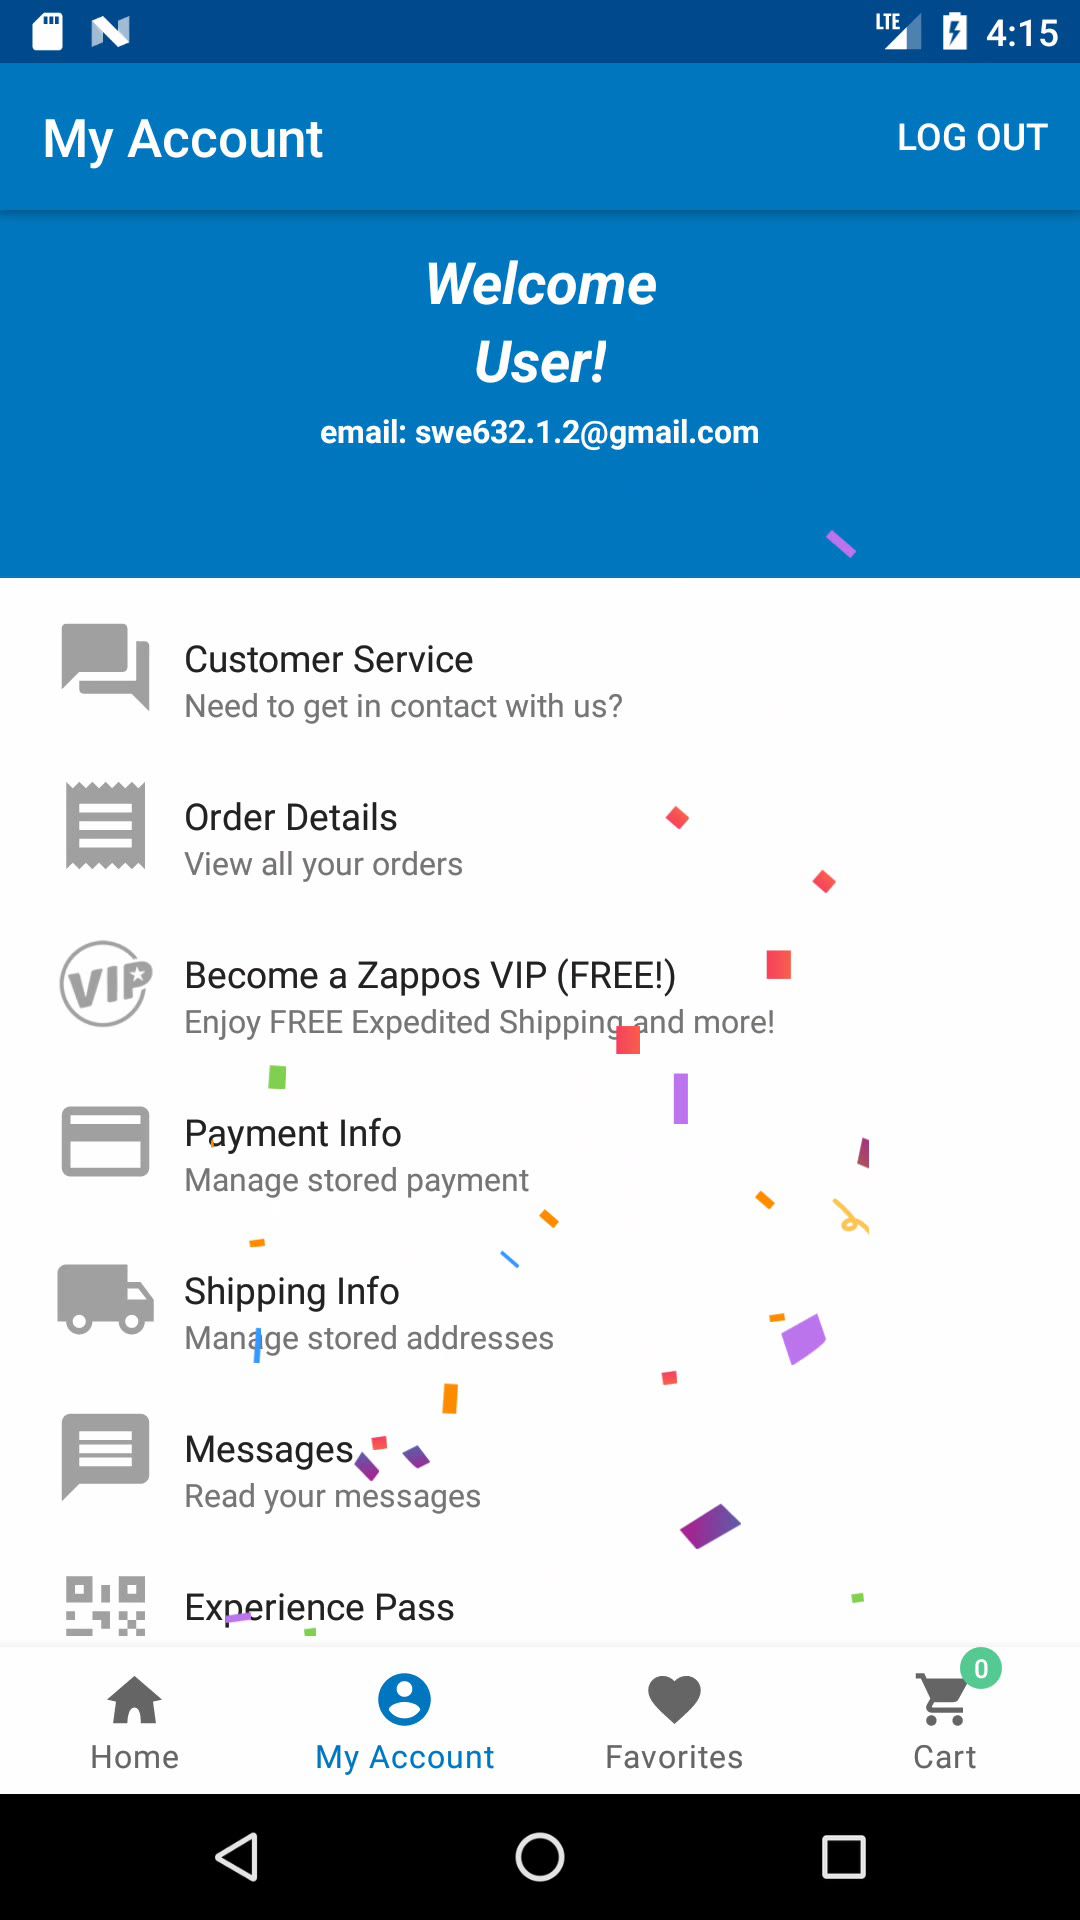 LTE 4:15
My Account LOG OUT
Welcome
User!
email: swe632.1.2@gmail.com
Customer Service
Need to get in contact with us?
Order Details
View all your orders
VIP
Become a Zappos VIP (FREE!)
Enjoy FREE Expedited Shipping and more!
Payment Info
Manage stored payment
Shipping Info
Manage stored addresses
Messages
Read your messages
Experience Pass
0
Home My Account Favorites Cart